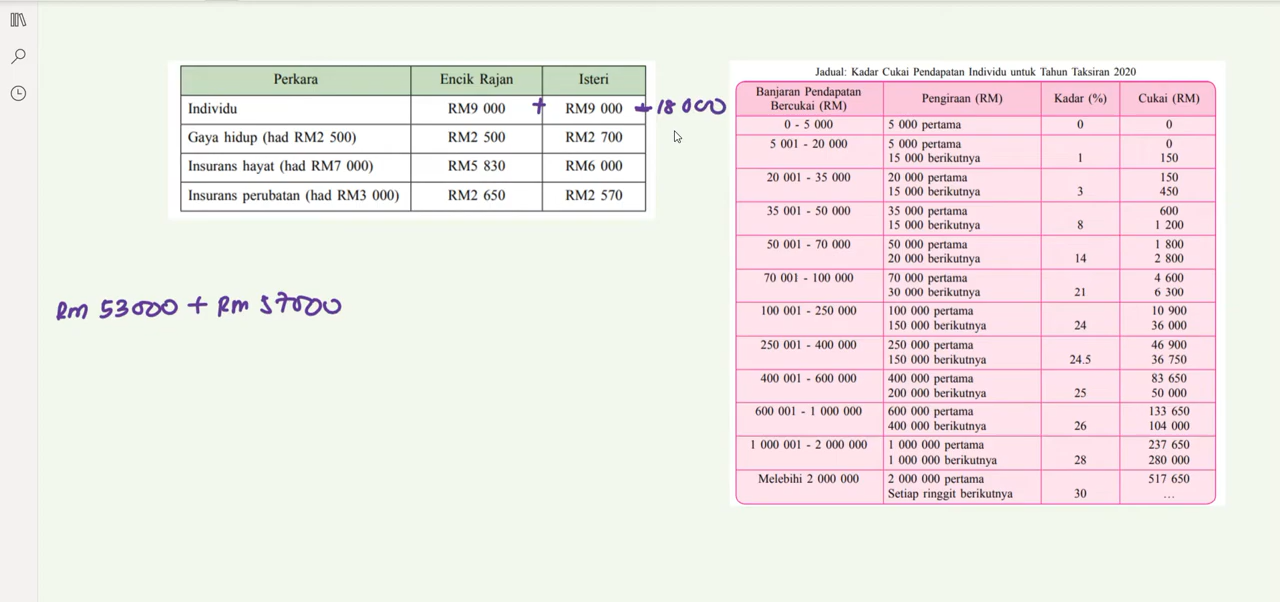 Perkara Encik Rajan Isteri
Individu RM9 000 + RM9 000 = 18 000
Gaya hidup (had RM2 500) RM2 500 RM2 700
Insurans hayat (had RM7 000) RM5 830 RM6 000
Insurans perubatan (had RM3 000) RM2 650 RM2 570
Rm 53000 + Rm 57000
Jadual: Kadar Cukai Pendapatan Individu untuk Tahun Taksiran 2020
Banjaran Pendapatan
Bercukai (RM) Pengiraan (RM) Kadar (%) Cukai (RM)
0 - 5 000 5 000 pertama 0 0
5 001 - 20 000 5 000 pertama 0
15 000 berikutnya 1 150
20 001 - 35 000 20 000 pertama 150
15 000 berikutnya 3 450
35 001 - 50 000 35 000 pertama 600
15 000 berikutnya 8 1 200
50 001 - 70 000 50 000 pertama 1 800
20 000 berikutnya 14 2 800
70 001 - 100 000 70 000 pertama 4 600
30 000 berikutnya 21 6 300
100 001 - 250 000 100 000 pertama 10 900
150 000 berikutnya 24 36 000
250 001 - 400 000 250 000 pertama 46 900
150 000 berikutnya 24.5 36 750
400 001 - 600 000 400 000 pertama 83 650
200 000 berikutnya 25 50 000
600 001 - 1 000 000 600 000 pertama 133 650
400 000 berikutnya 26 104 000
1 000 001 - 2 000 000 1 000 000 pertama 237 650
1 000 000 berikutnya 28 280 000
Melebihi 2 000 000 2 000 000 pertama 517 650
Setiap ringgit berikutnya 30 ...